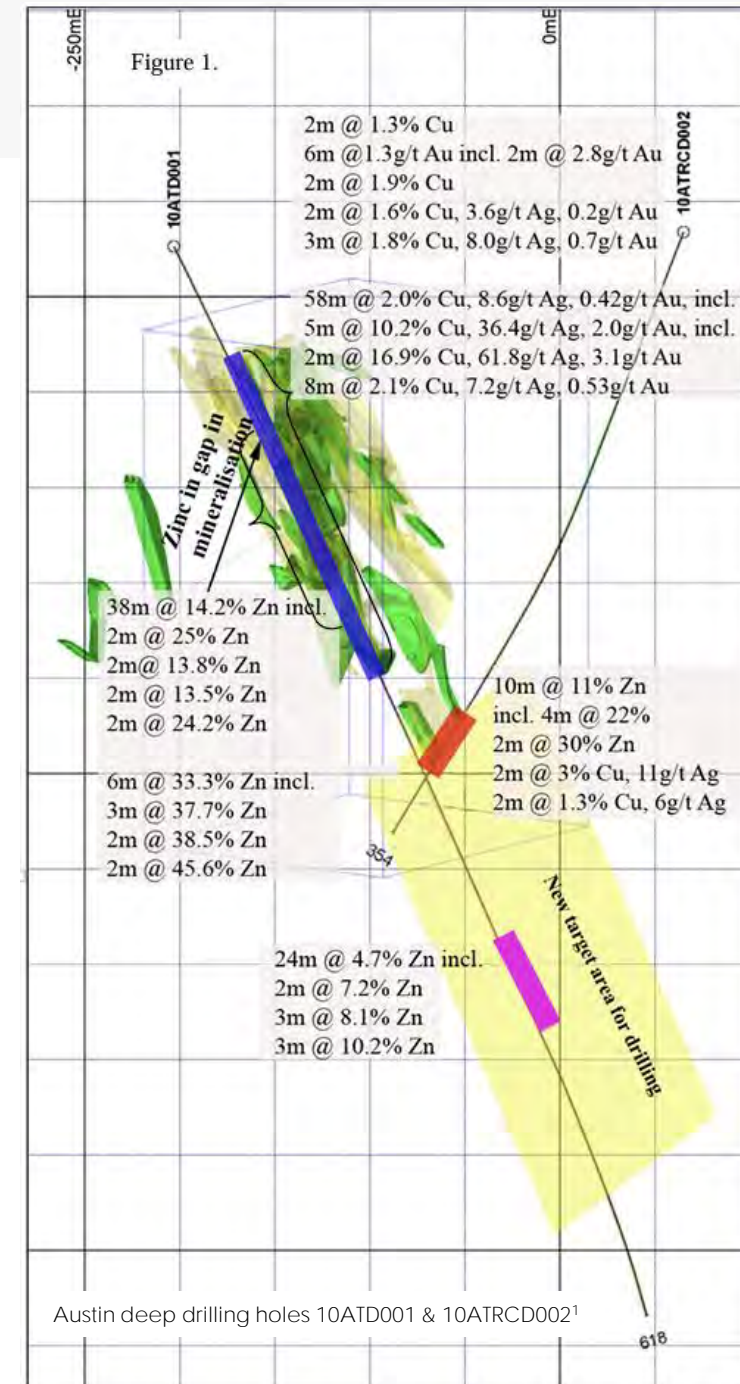 -250mE
0mE
Figure 1.
10ATD001
10ATRCD002
2m @ 1.3% Cu
6m @1.3g/t Au incl. 2m @ 2.8g/t Au
2m @ 1.9% Cu
2m @ 1.6% Cu, 3.6g/t Ag, 0.2g/t Au
3m @ 1.8% Cu, 8.0g/t Ag, 0.7g/t Au
58m @ 2.0% Cu, 8.6g/t Ag, 0.42g/t Au, incl.
5m @ 10.2% Cu, 36.4g/t Ag, 2.0g/t Au, incl.
2m @ 16.9% Cu, 61.8g/t Ag, 3.1g/t Au
8m @ 2.1% Cu, 7.2g/t Ag, 0.53g/t Au
Zinc in gap in
mineralisation
38m @ 14.2% Zn incl.
2m @ 25% Zn
2m@ 13.8% Zn
2m @ 13.5% Zn
2m @ 24.2% Zn
10m @ 11% Zn
incl. 4m @ 22%
2m @ 30% Zn
2m @ 3% Cu, 11g/t Ag
2m @ 1.3% Cu, 6g/t Ag
6m @ 33.3% Zn incl.
3m @ 37.7% Zn
2m @ 38.5% Zn
2m @ 45.6% Zn
354
New target area for drilling
24m @ 4.7% Zn incl.
2m @ 7.2% Zn
3m @ 8.1% Zn
3m @ 10.2% Zn
Austin deep drilling holes 10ATD001 & 10ATRCD002¹
618